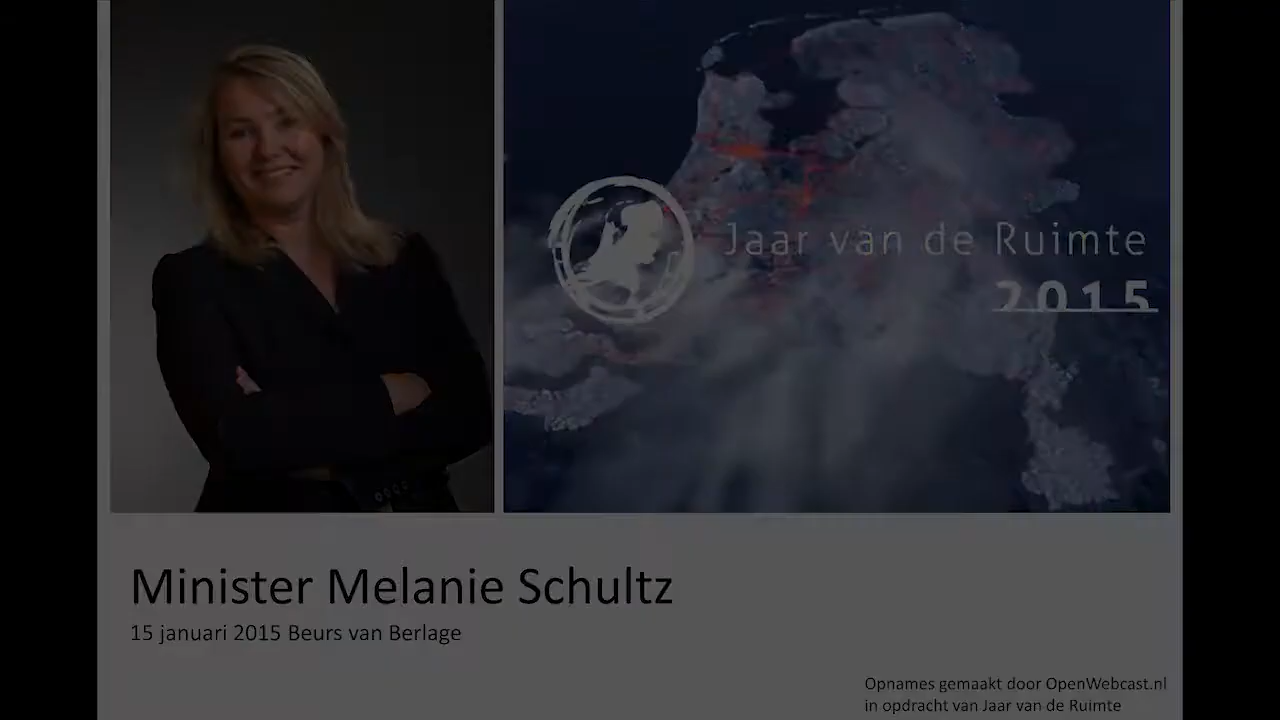 Jaar van de Ruimte
2015
Minister Melanie Schultz
15 januari 2015 Beurs van Berlage
Opnames gemaakt door OpenWebcast.nl
in opdracht van Jaar van de Ruimte